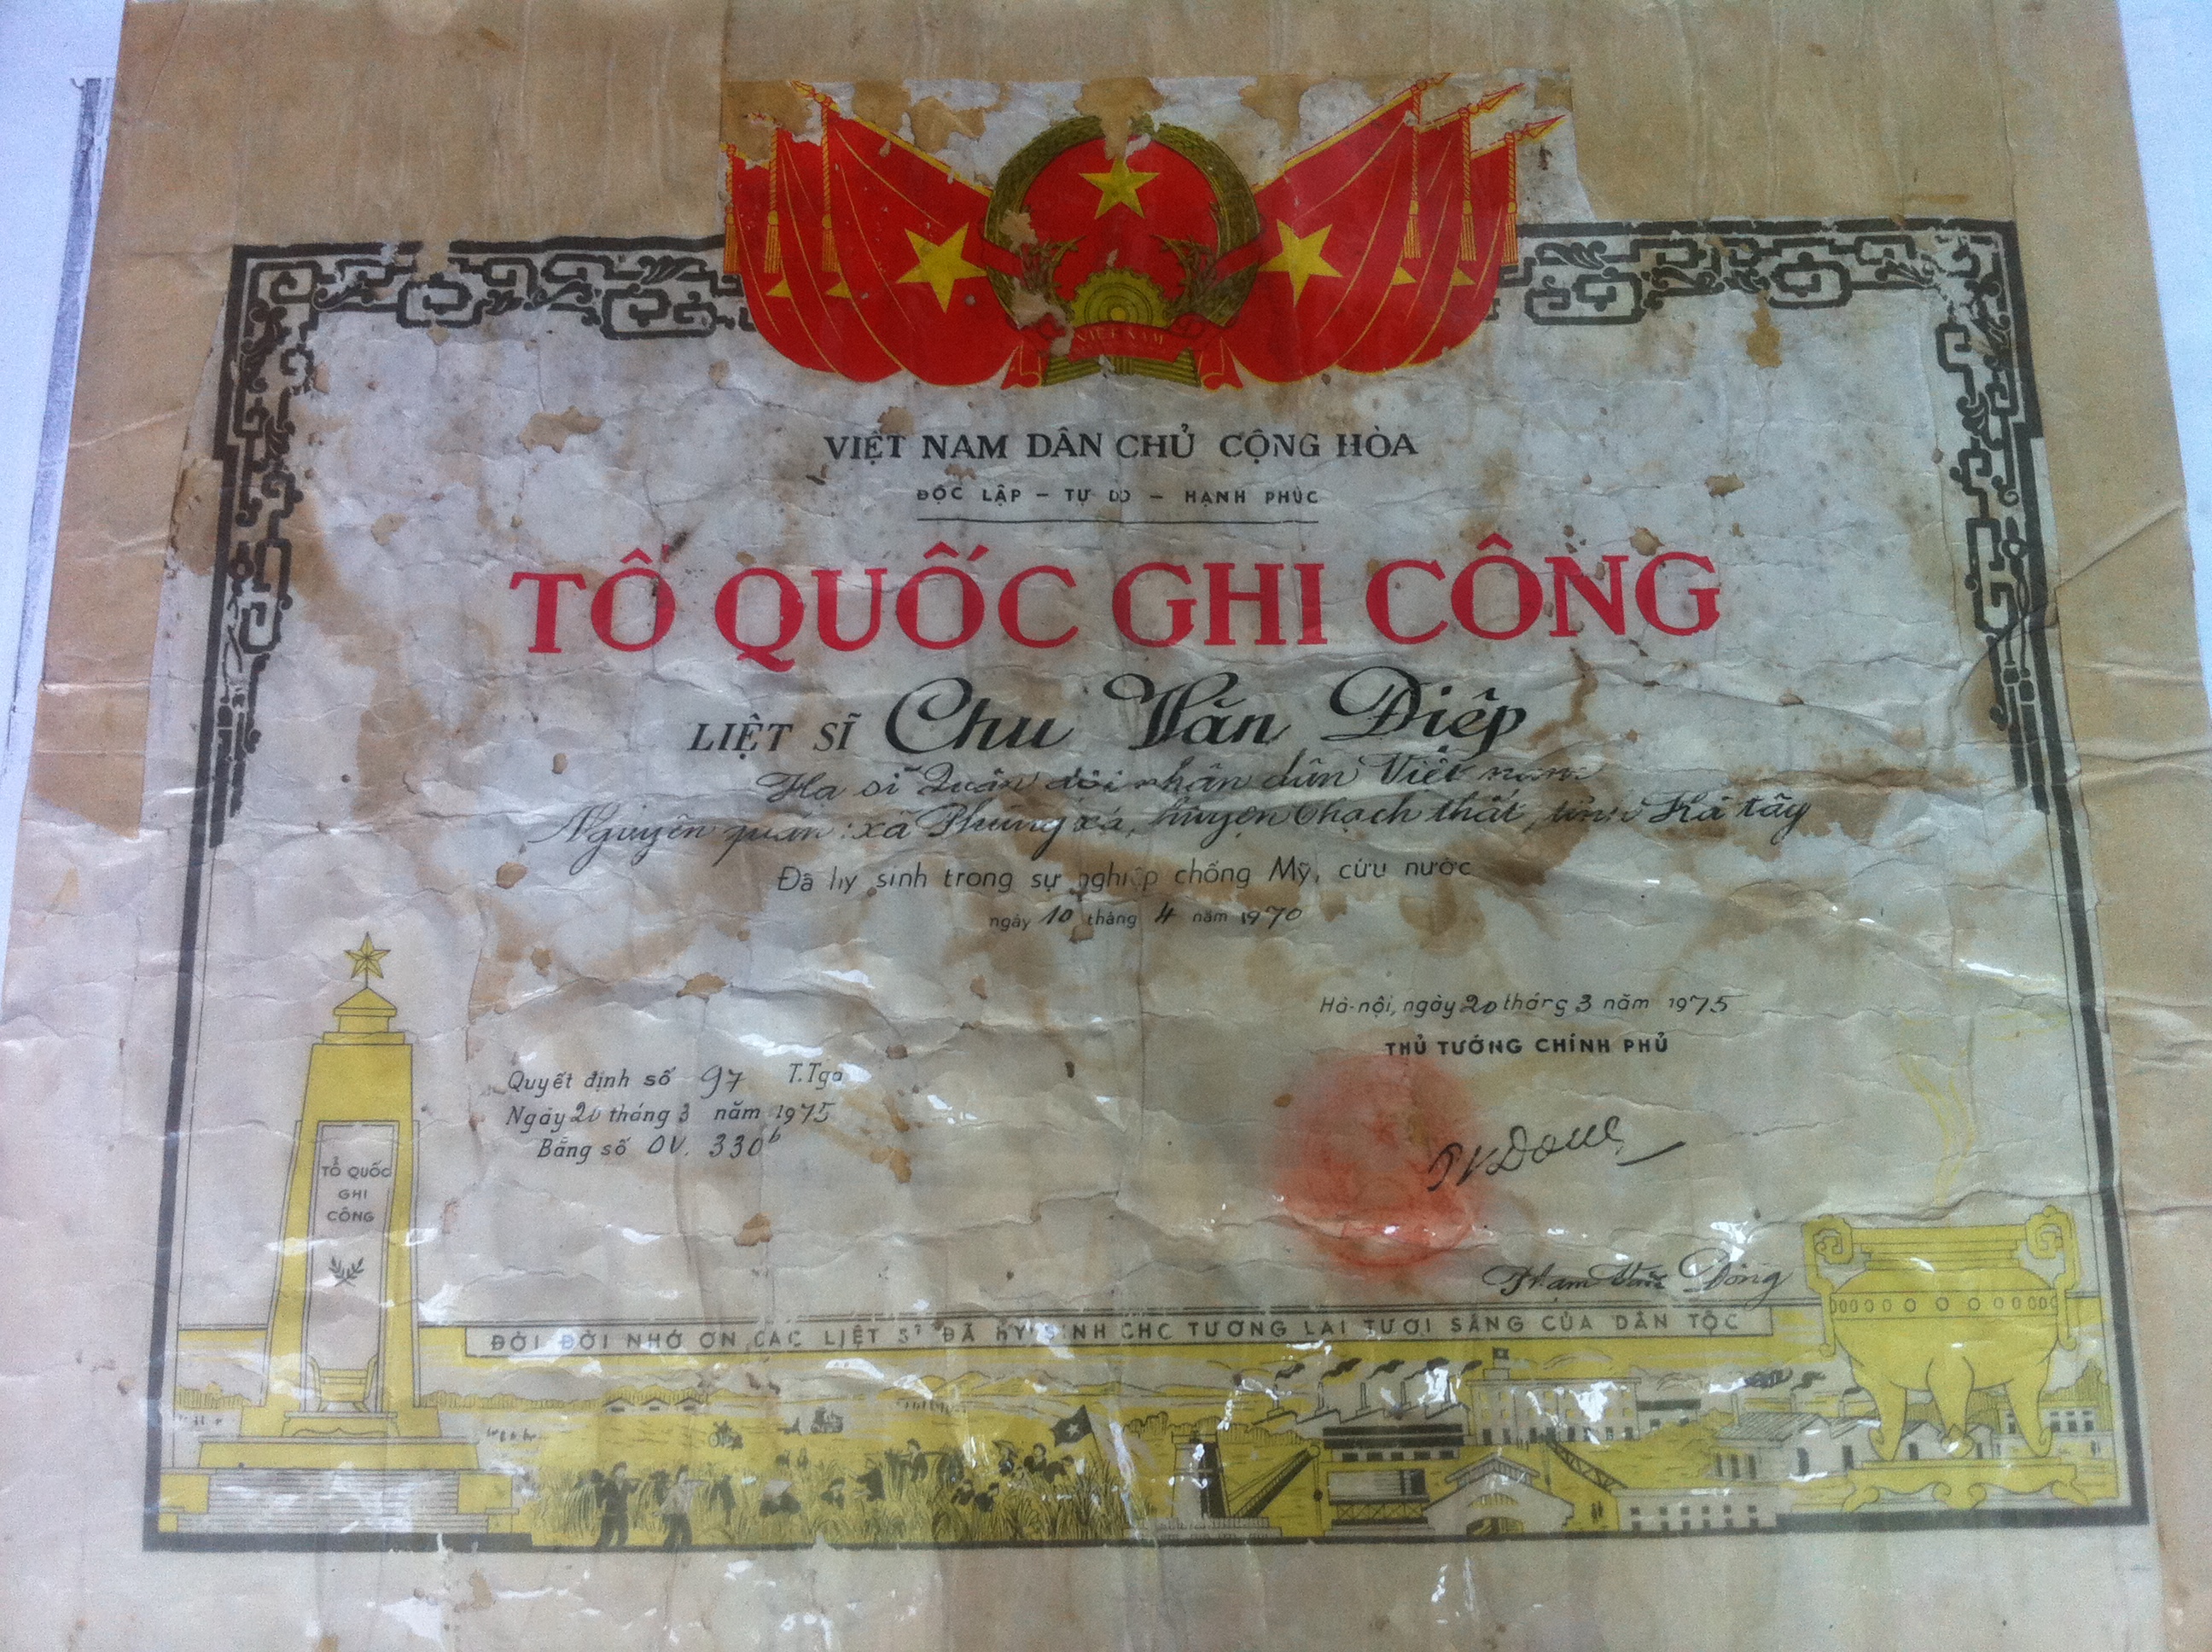 VIỆT NAM
VIỆT NAM DÂN CHỦ CỘNG HÒA
ĐỘC LẬP – TỰ DO – HẠNH PHÚC
TỔ QUỐC GHI CÔNG
LIỆT SĨ Chu Văn Điệp
Hạ sĩ Quân đội nhân dân Việt nam
Nguyên quán: xã Phùng xá, huyện Thạch thất, tỉnh Hà tây
Đã hy sinh trong sự nghiệp chống Mỹ, cứu nước
ngày 10 tháng 4 năm 1970
Hà-nội, ngày 20 tháng 3 năm 1975
THỦ TƯỚNG CHÍNH PHỦ
Quyết định số 97 T.Tga
Ngày 20 tháng 3 năm 1975
Bằng số OV. 330b
PVĐong
Phạm Văn Đồng
TỔ QUỐC
GHI
CÔNG
ĐỜI ĐỜI NHỚ ƠN CÁC LIỆT SĨ ĐÃ HY SINH CHO TƯƠNG LAI TƯƠI SÁNG CỦA DÂN TỘC